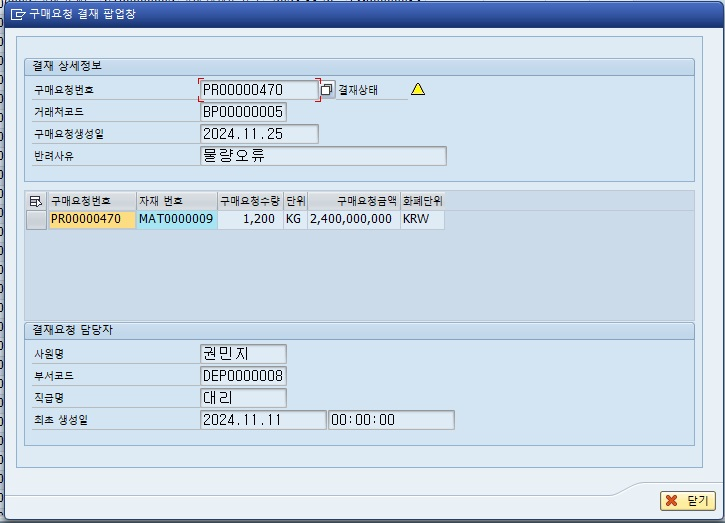 구매요청 결재 팝업창
결재 상세정보
구매요청번호 PR00000470 결재상태
거래처코드 BP00000005
구매요청생성일 2024.11.25
반려사유 물량오류
구매요청번호 자재 번호 구매요청수량 단위 구매요청금액 화폐단위
PR00000470 MAT0000009 1,200 KG 2,400,000,000 KRW
결재요청 담당자
사원명 권민지
부서코드 DEP0000008
직급명 대리
최초 생성일 2024.11.11 00:00:00
닫기